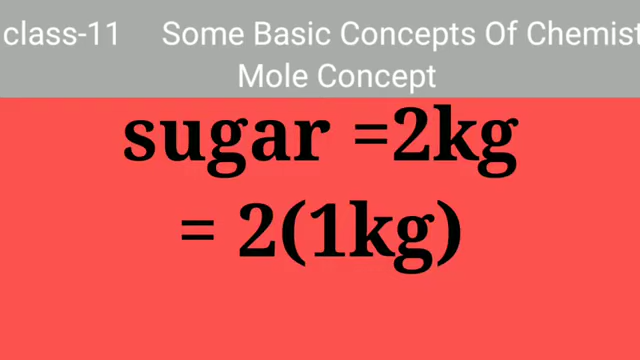 class-11 Some Basic Concepts Of Chemist
Mole Concept
sugar =2kg
= 2(1kg)